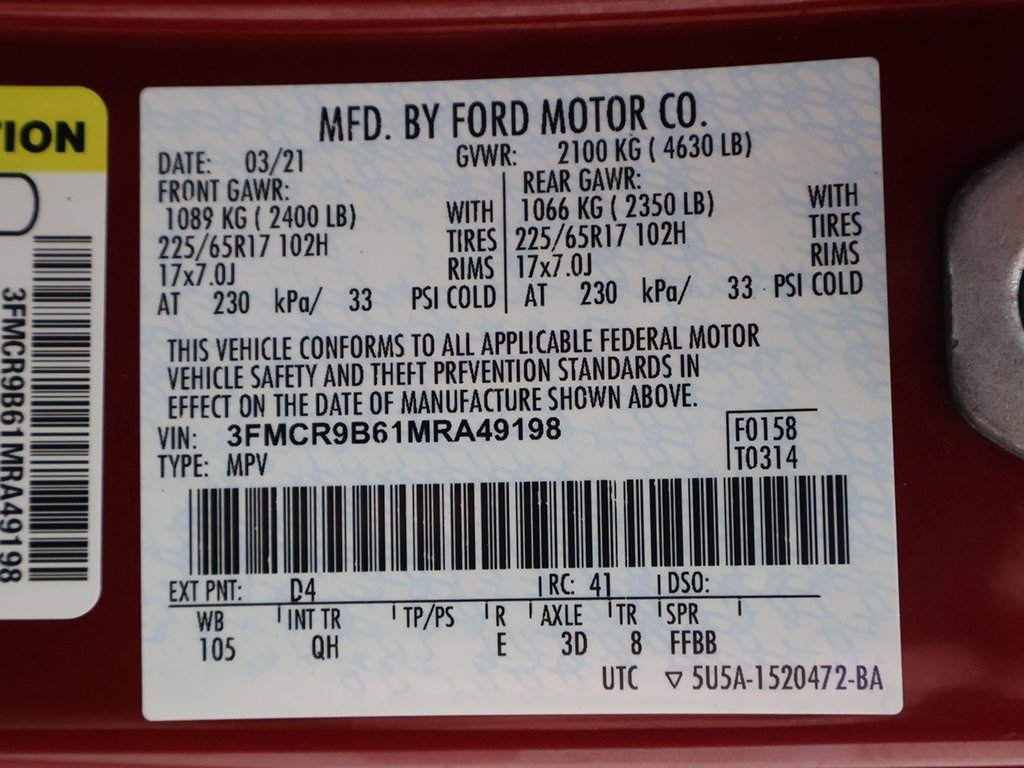 TION
3FMCR9B61MRA49198
MFD. BY FORD MOTOR CO.
DATE: 03/21 GVWR: 2100 KG ( 4630 LB)
FRONT GAWR: REAR GAWR:
1089 KG ( 2400 LB) WITH 1066 KG ( 2350 LB) WITH
225/65R17 102H TIRES 225/65R17 102H TIRES
17x7.0J RIMS 17x7.0J RIMS
AT 230 kPa/ 33 PSI COLD AT 230 kPa/ 33 PSI COLD
THIS VEHICLE CONFORMS TO ALL APPLICABLE FEDERAL MOTOR
VEHICLE SAFETY AND THEFT PRFVENTION STANDARDS IN
EFFECT ON THE DATE OF MANUFACTURE SHOWN ABOVE.
VIN: 3FMCR9B61MRA49198 F0158
TYPE: MPV T0314
EXT PNT: D4 RC: 41 DSO:
WB INT TR TP/PS R AXLE TR SPR
105 QH E 3D 8 FFBB
UTC ▽ 5U5A-1520472-BA